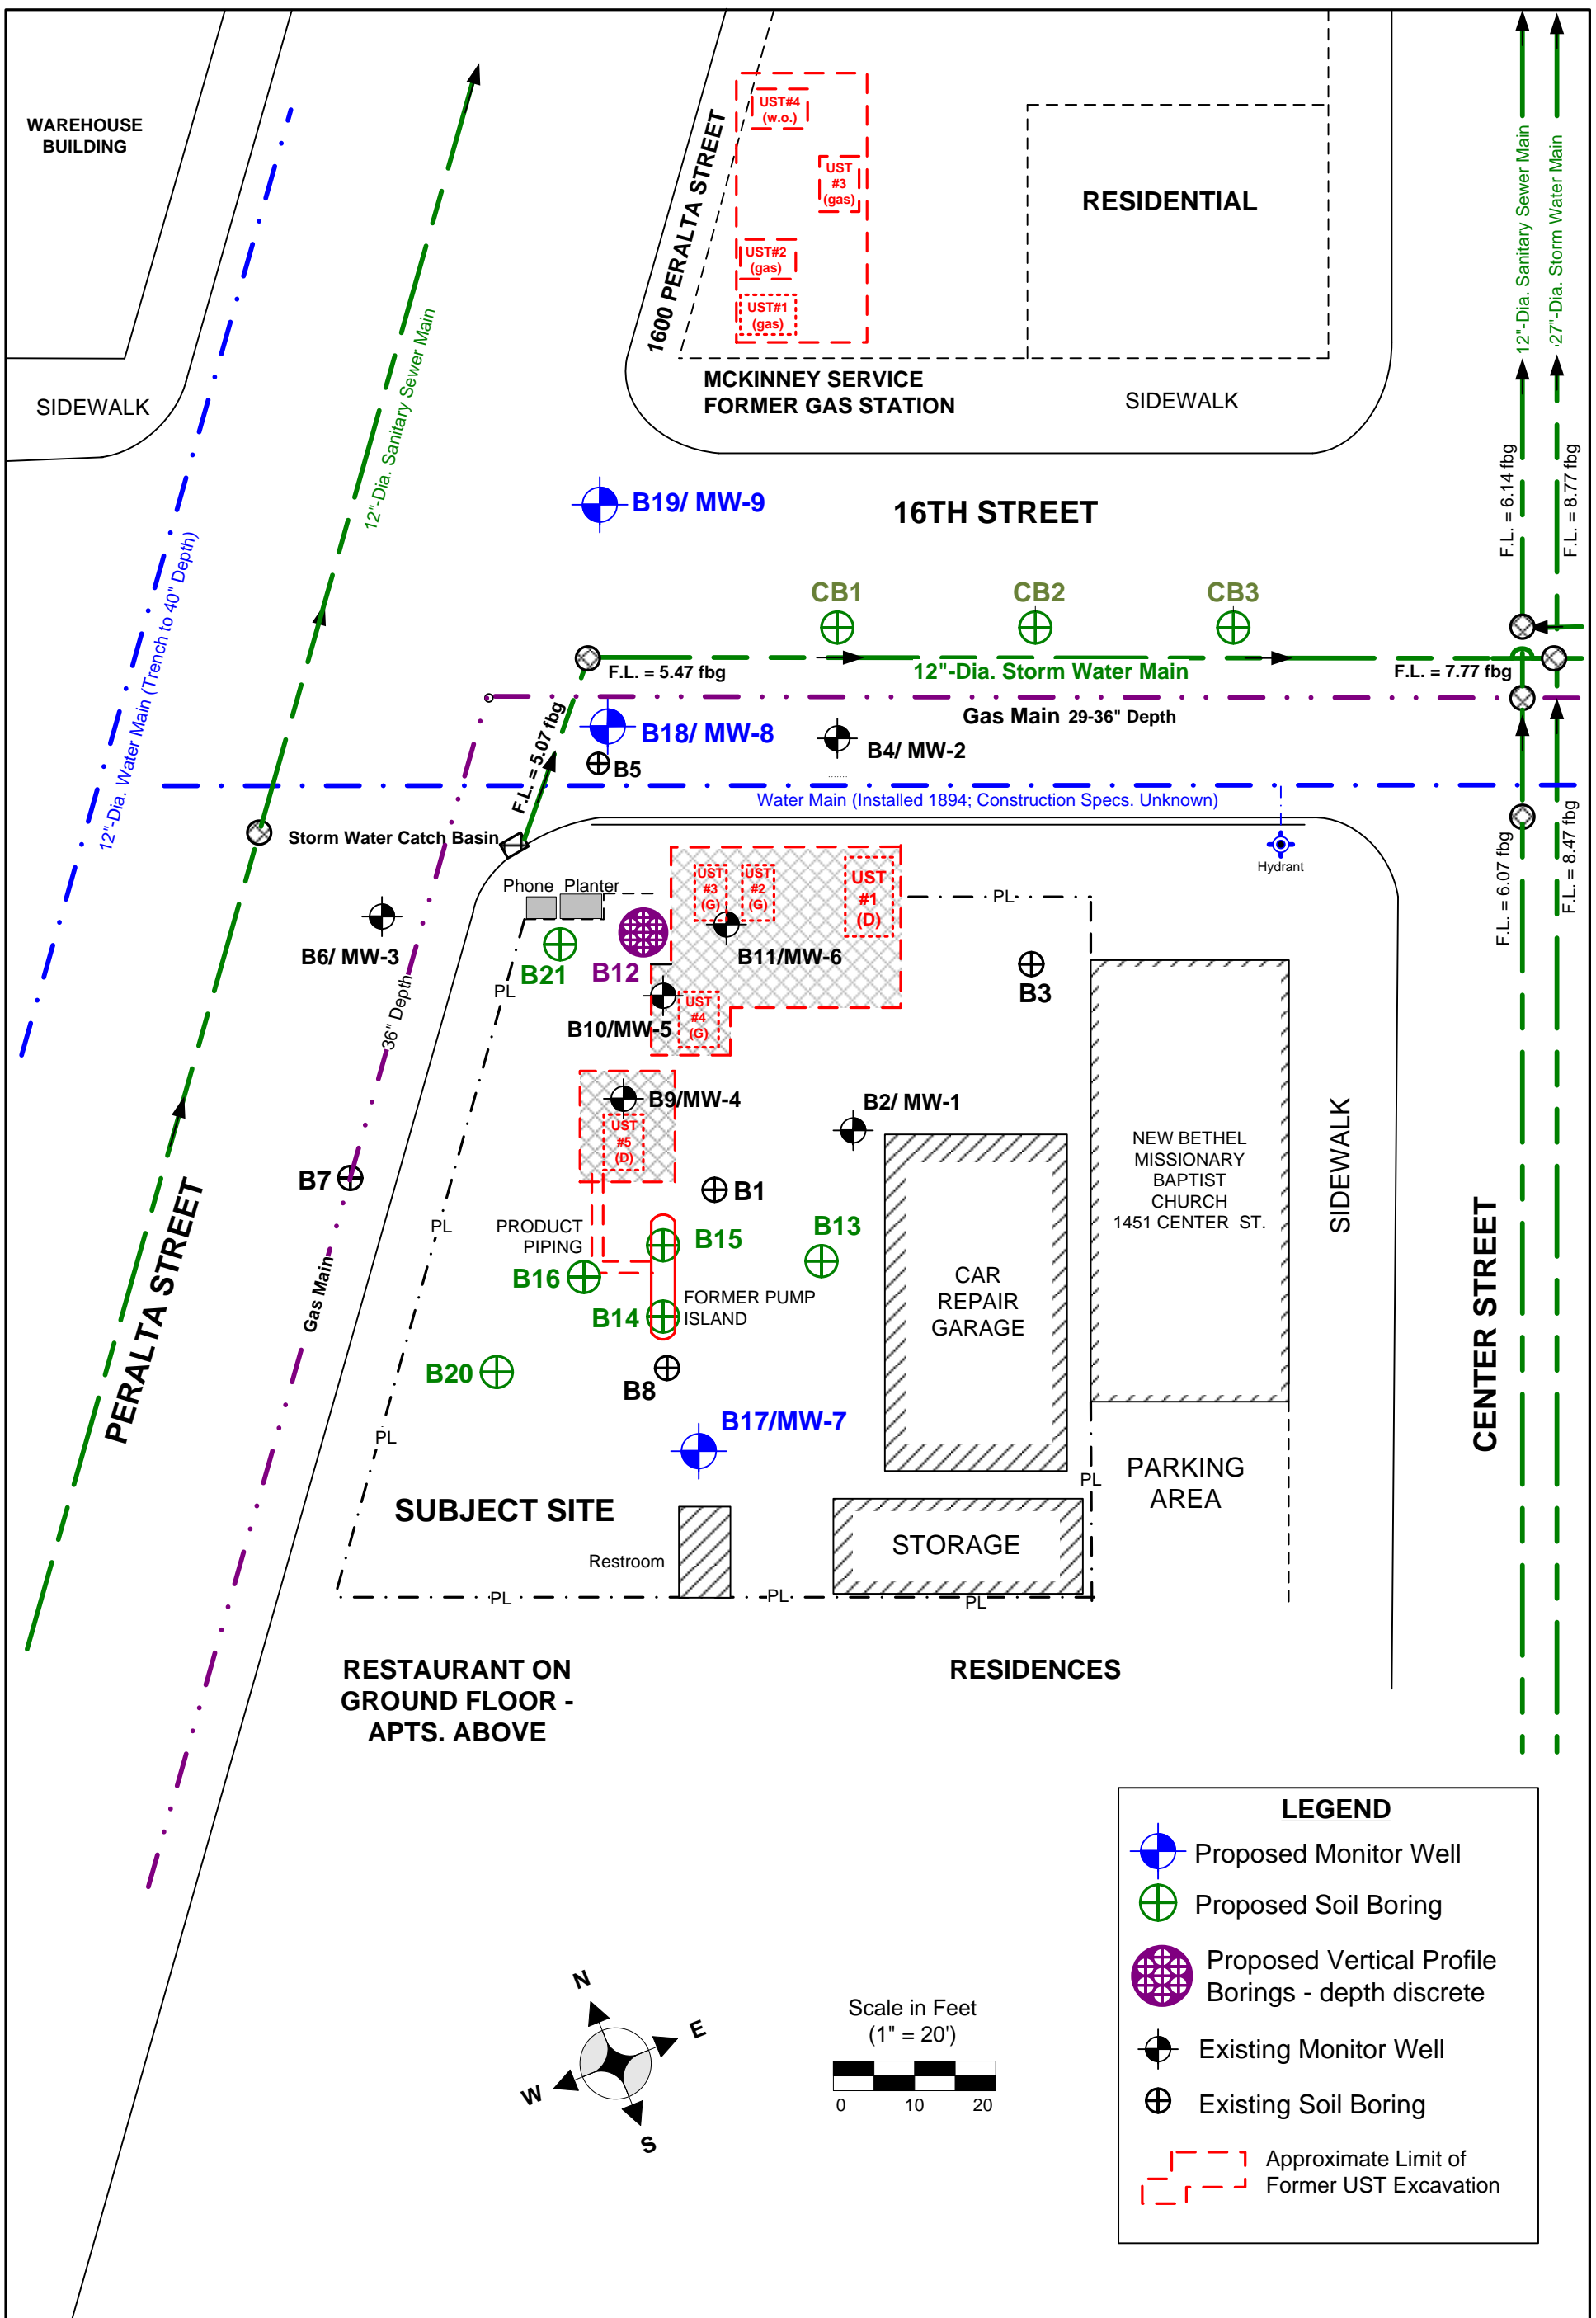 WAREHOUSE
BUILDING
SIDEWALK
12"-Dia. Water Main (Trench to 40" Depth)
12"-Dia. Sanitary Sewer Main
1600 PERALTA STREET
UST#4
(w.o.)
UST
#3
(gas)
UST#2
(gas)
UST#1
(gas)
RESIDENTIAL
MCKINNEY SERVICE
FORMER GAS STATION
SIDEWALK
12"-Dia. Sanitary Sewer Main
27"-Dia. Storm Water Main
F.L. = 6.14 fbg
F.L. = 8.77 fbg
B19/ MW-9
16TH STREET
CB1
CB2
CB3
F.L. = 5.47 fbg
12"-Dia. Storm Water Main
F.L. = 7.77 fbg
F.L. = 5.07 fbg
Gas Main 29-36" Depth
B18/ MW-8
B4/ MW-2
B5
Water Main (Installed 1894; Construction Specs. Unknown)
Storm Water Catch Basin
Hydrant
F.L. = 6.07 fbg
F.L. = 8.47 fbg
Phone
Planter
UST
#3
(G)
UST
#2
(G)
UST
#1
(D)
PL
B6/ MW-3
B21
B12
B11/MW-6
B3
36" Depth
PL
B10/MW-5
UST
#4
(G)
B9/MW-4
UST
#5
(D)
B2/ MW-1
NEW BETHEL
MISSIONARY
BAPTIST
CHURCH
1451 CENTER ST.
SIDEWALK
B7
B1
PERALTA STREET
PL
PRODUCT
PIPING
B15
B13
B16
Gas Main
B14
FORMER PUMP
ISLAND
CAR
REPAIR
GARAGE
CENTER STREET
B20
B8
B17/MW-7
PL
PL
PARKING
AREA
SUBJECT SITE
Restroom
STORAGE
PL
PL
PL
RESTAURANT ON
GROUND FLOOR -
APTS. ABOVE
RESIDENCES
LEGEND
Proposed Monitor Well
Proposed Soil Boring
Proposed Vertical Profile
Borings - depth discrete
Existing Monitor Well
Existing Soil Boring
Approximate Limit of
Former UST Excavation
N
E
W
S
Scale in Feet
(1" = 20')
0 10 20